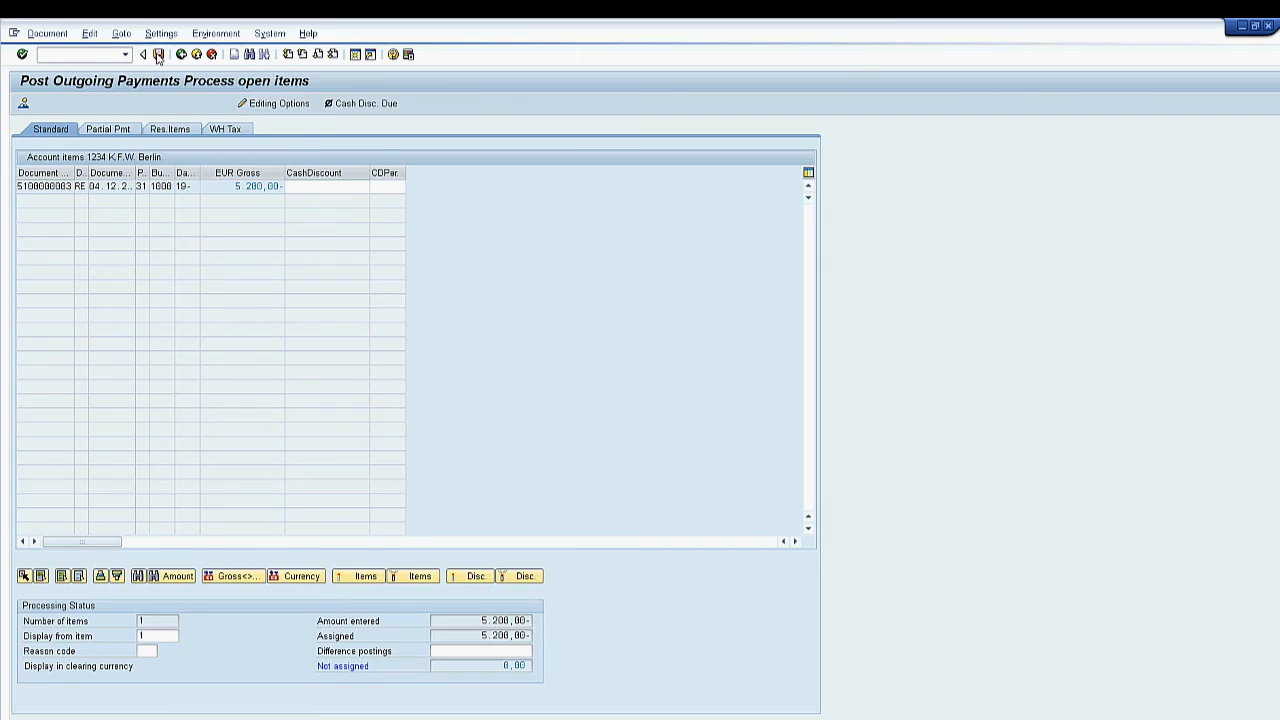 Document Edit Goto Settings Environment System Help
Post Outgoing Payments Process open items
Editing Options Cash Disc. Due
Standard Partial Pmt Res.Items WH Tax
Account items 1234 K.F.W. Berlin
Document ... D.. Docume... P. Bu... Da... EUR Gross CashDiscount CDPer.
5100000003 RE 04.12.2.. 31 1000 19- 5.200,00-
Amount Gross<>... Currency Items Items Disc. Disc.
Processing Status
Number of items 1 Amount entered 5.200,00-
Display from item 1 Assigned 5.200,00-
Reason code Difference postings
Display in clearing currency Not assigned 0,00